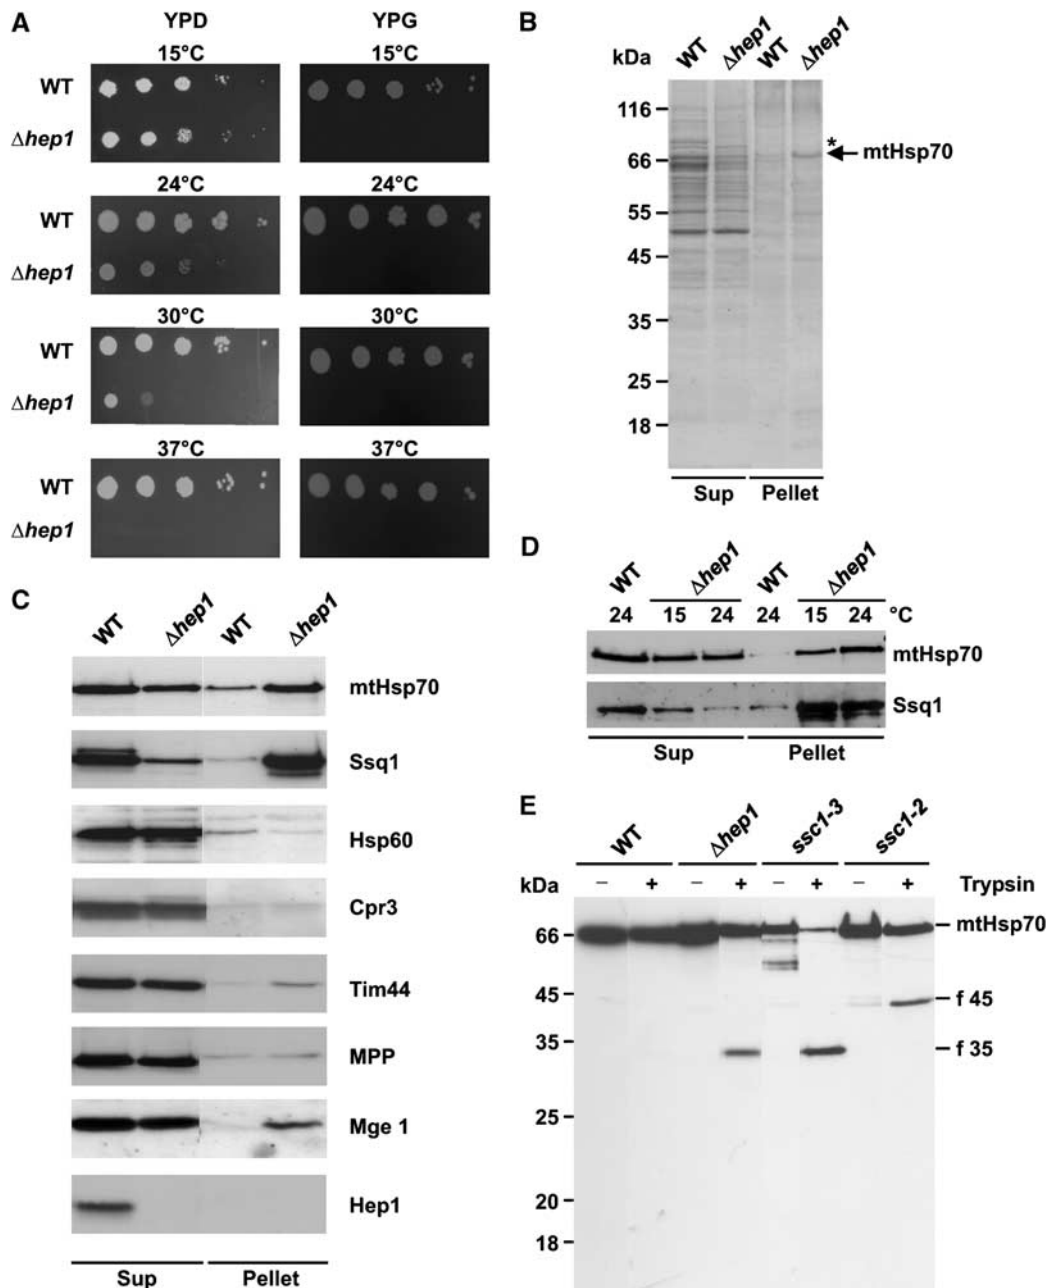 A
YPD YPG
15°C 15°C
WT
Δhep1
24°C 24°C
WT
Δhep1
30°C 30°C
WT
Δhep1
37°C 37°C
WT
Δhep1
B
WT Δhep1 WT Δhep1
kDa
116
*
66 mtHsp70
55
45
35
25
18
Sup Pellet
C
WT Δhep1 WT Δhep1
mtHsp70
Ssq1
Hsp60
Cpr3
Tim44
MPP
Mge 1
Hep1
Sup Pellet
D
WT Δhep1 WT Δhep1
24 15 24 24 15 24 °C
mtHsp70
Ssq1
Sup Pellet
E
WT Δhep1 ssc1-3 ssc1-2
kDa – + – + – + – + Trypsin
66 mtHsp70
45 f 45
35 f 35
25
20
18